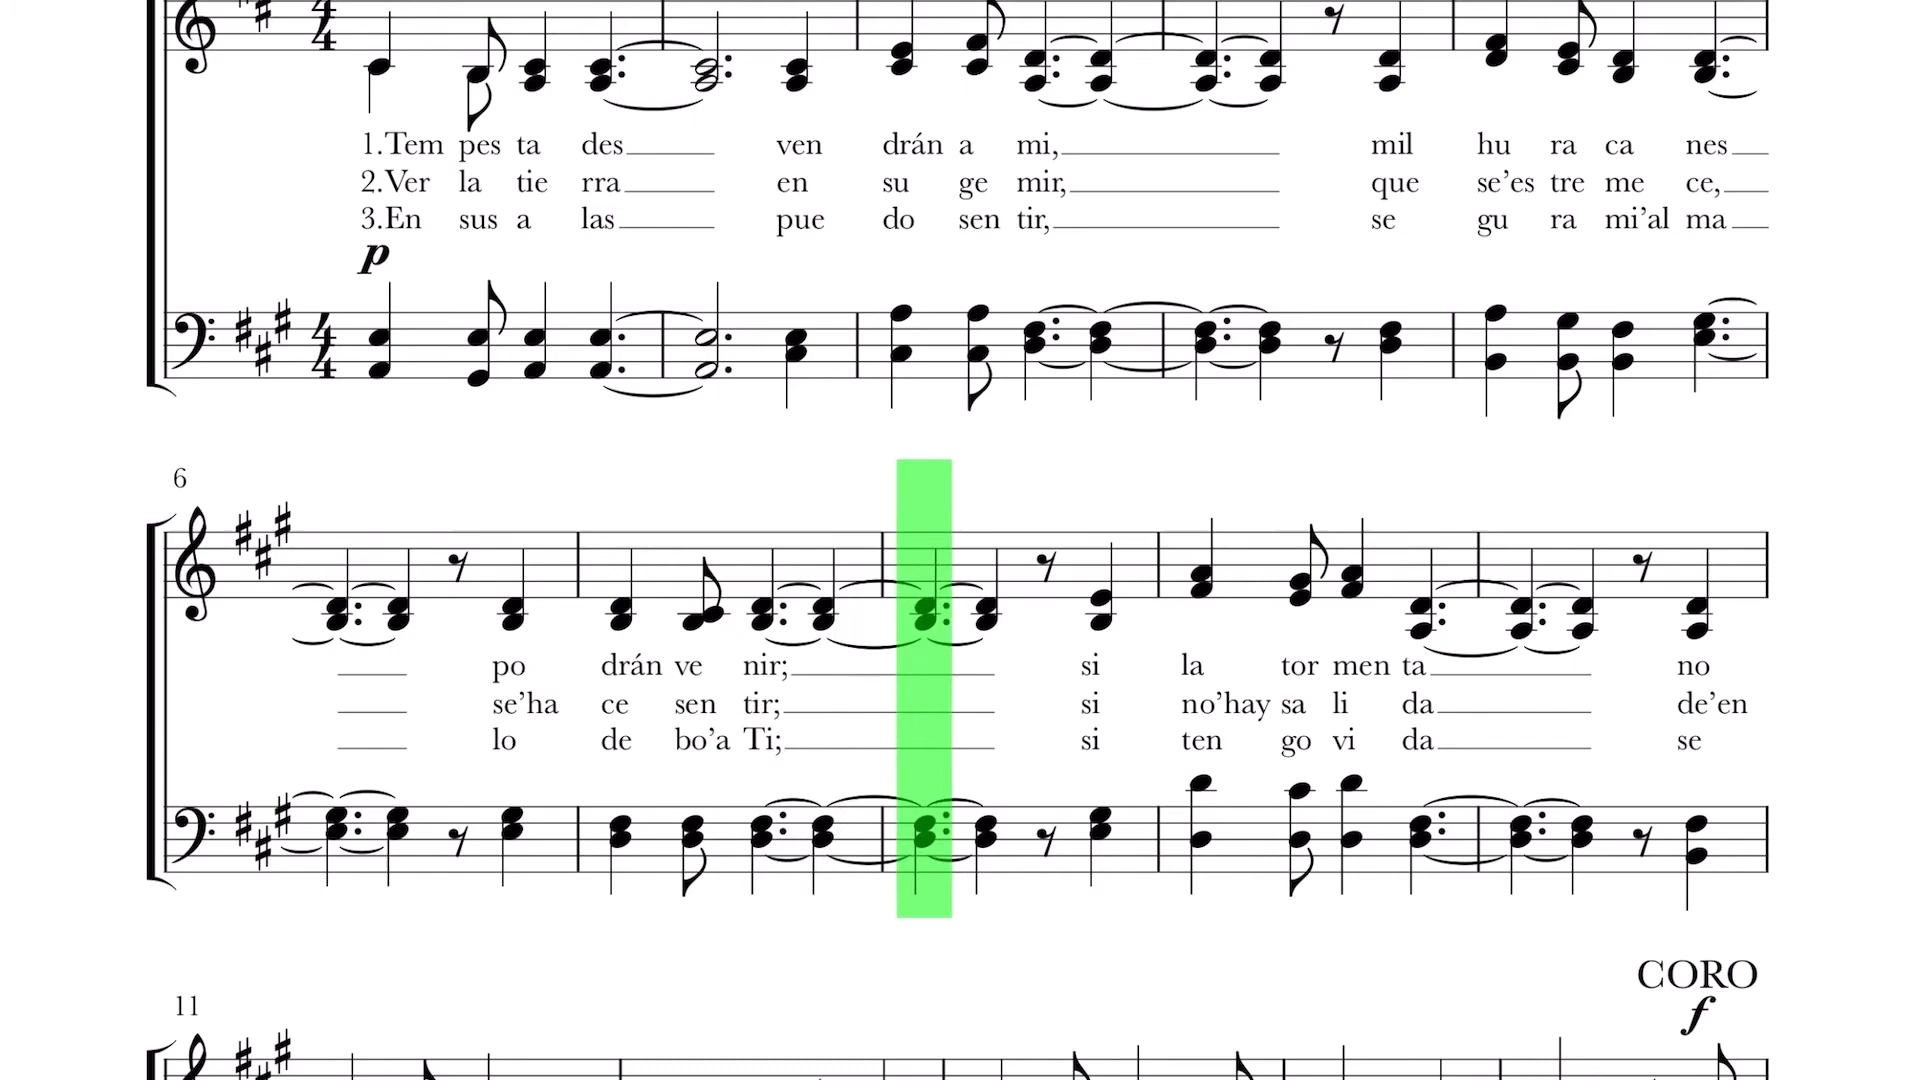 1.Tem pes ta des ven drán a mi, mil hu ra ca nes
2.Ver la tie rra en su ge mir, que se’es tre me ce,
3.En sus a las pue do sen tir, se gu ra mi’al ma
p
6
po drán ve nir; si la tor men ta no
se’ha ce sen tir; si no’hay sa li da de’en
lo de bo’a Ti; si ten go vi da se
CORO
11
f